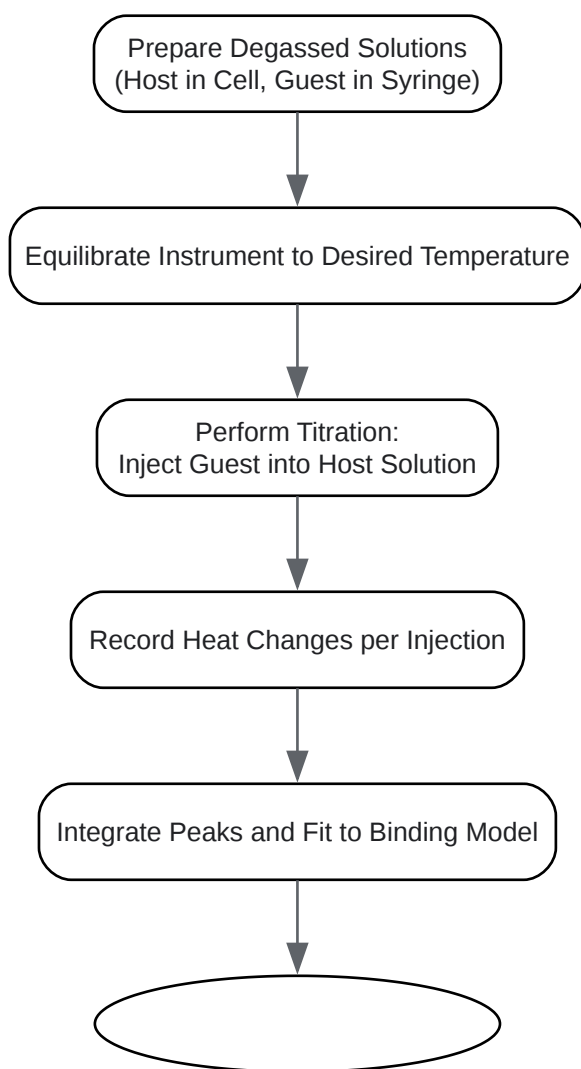 Prepare Degassed Solutions
(Host in Cell, Guest in Syringe)
Equilibrate Instrument to Desired Temperature
Perform Titration:
Inject Guest into Host Solution
Record Heat Changes per Injection
Integrate Peaks and Fit to Binding Model